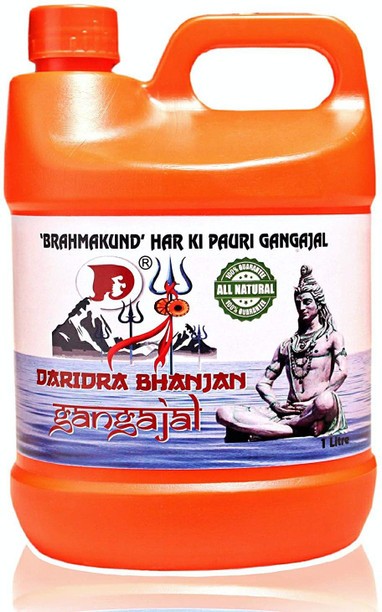 'BRAHMAKUND' HAR KI PAURI GANGAJAL
®
100% GUARANTEE
ALL NATURAL
100% GUARANTEE
DARIDRA BHANJAN
gangajal
1 Litre